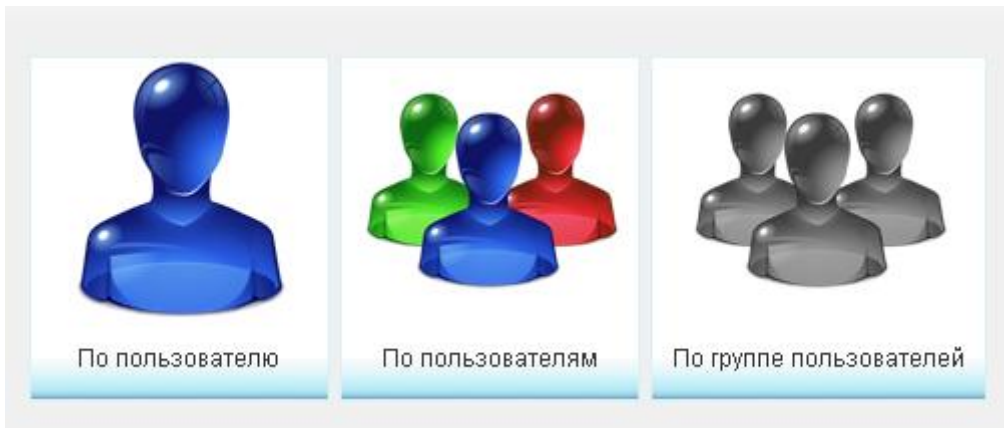 По пользователю
По пользователям
По группе пользователей